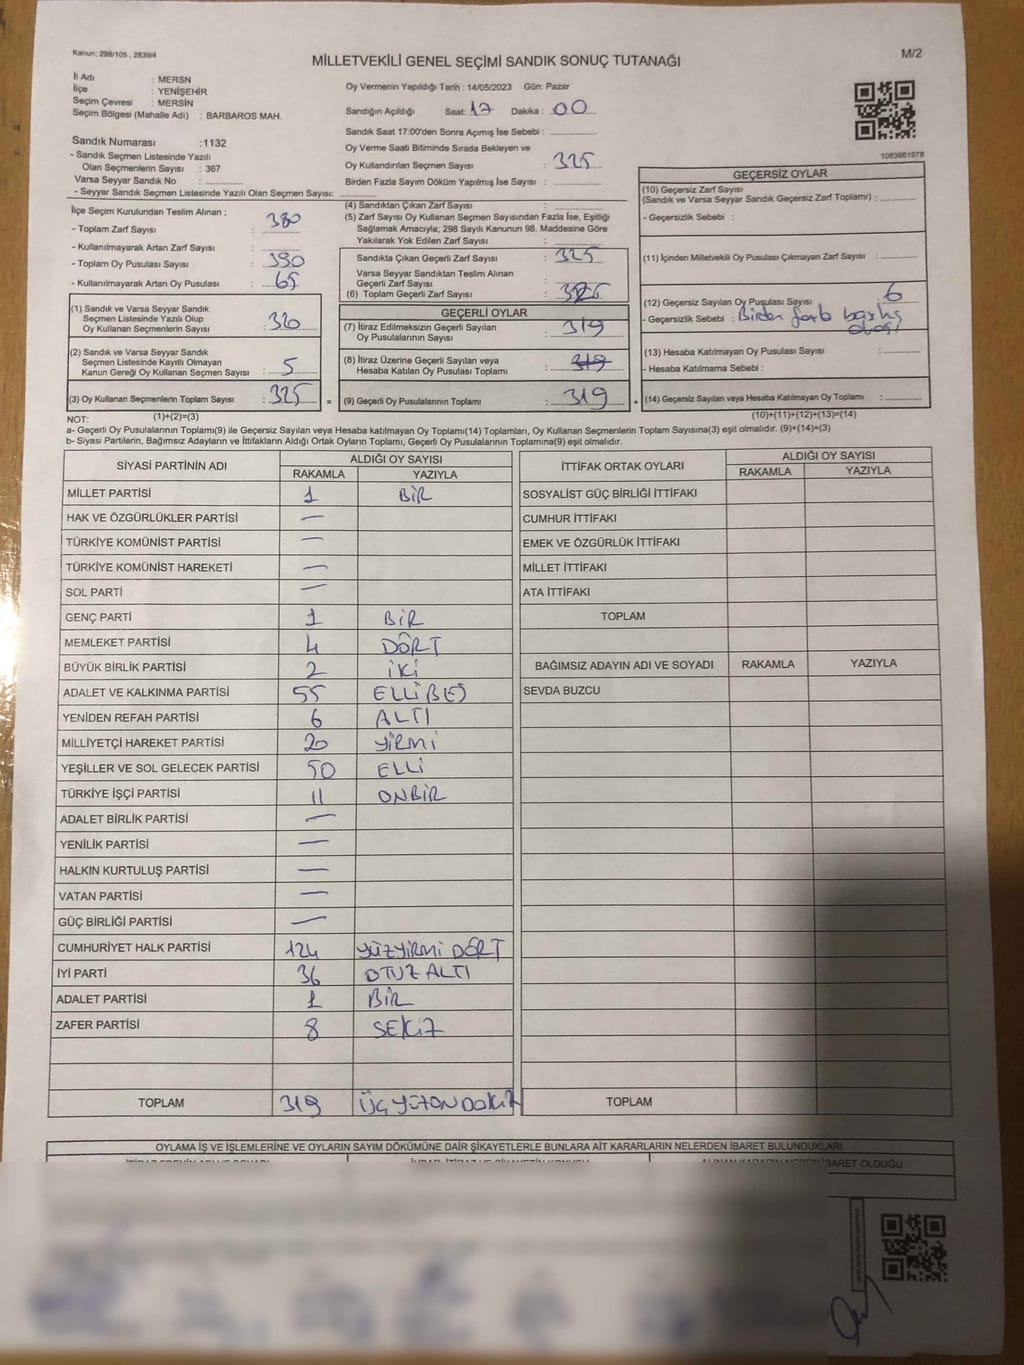 Kanun: 298/105 , 2839/4
M/2
MİLLETVEKİLİ GENEL SEÇİMİ SANDIK SONUÇ TUTANAĞI
İl Adı : MERSN
İlçe : YENİŞEHİR
Seçim Çevresi : MERSİN
Seçim Bölgesi (Mahalle Adı) : BARBAROS MAH.
Sandık Numarası :1132
- Sandık Seçmen Listesinde Yazılı
Olan Seçmenlerin Sayısı : 367
Varsa Seyyar Sandık No :
- Seyyar Sandık Seçmen Listesinde Yazılı Olan Seçmen Sayısı:
Oy Vermenin Yapıldığı Tarih : 14/05/2023 Gün: Pazar
Sandığın Açıldığı Saat: 17 Dakika : 00
Sandık Saat 17:00'den Sonra Açımış İse Sebebi :
Oy Verme Saati Bitiminde Sırada Bekleyen ve
Oy Kullandırılan Seçmen Sayısı : 325
Birden Fazla Sayım Döküm Yapılmış İse Sayısı :
1083661978
İlçe Seçim Kurulundan Teslim Alınan ;
- Toplam Zarf Sayısı : 380
- Kullanılmayarak Artan Zarf Sayısı :
- Toplam Oy Pusulası Sayısı : 390
- Kullanılmayarak Artan Oy Pusulası : 65
(1) Sandık ve Varsa Seyyar Sandık
Seçmen Listesinde Yazılı Olup
Oy Kullanan Seçmenlerin Sayısı : 320
(2) Sandık ve Varsa Seyyar Sandık
Seçmen Listesinde Kayıtlı Olmayan
Kanun Gereği Oy Kullanan Seçmen Sayısı : 5
(3) Oy Kullanan Seçmenlerin Toplam Sayısı : 325
(4) Sandıktan Çıkan Zarf Sayısı :
(5) Zarf Sayısı Oy Kullanan Seçmen Sayısından Fazla İse, Eşitliği
Sağlamak Amacıyla; 298 Sayılı Kanunun 98. Maddesine Göre
Yakılarak Yok Edilen Zarf Sayısı :
Sandıkta Çıkan Geçerli Zarf Sayısı : 325
Varsa Seyyar Sandıktan Teslim Alınan
Geçerli Zarf Sayısı :
(6) Toplam Geçerli Zarf Sayısı : 325
GEÇERLİ OYLAR
(7) İtiraz Edilmeksizin Geçerli Sayılan
Oy Pusulalarının Sayısı : 319
(8) İtiraz Üzerine Geçerli Sayılan veya
Hesaba Katılan Oy Pusulası Toplamı : 319
= (9) Geçerli Oy Pusulalarının Toplamı : 319
GEÇERSİZ OYLAR
(10) Geçersiz Zarf Sayısı
(Sandık ve Varsa Seyyar Sandık Geçersiz Zarf Toplamı) :
- Geçersizlik Sebebi :
(11) İçinden Milletvekili Oy Pusulası Çıkmayan Zarf Sayısı :
(12) Geçersiz Sayılan Oy Pusulası Sayısı : 6
- Geçersizlik Sebebi : Birden
(13) Hesaba Katılmayan Oy Pusulası Sayısı :
- Hesaba Katılmama Sebebi :
+ (14) Geçersiz Sayılan veya Hesaba Katılmayan Oy Toplamı :
NOT: (1)+(2)=(3)
(10)+(11)+(12)+(13)=(14)
a- Geçerli Oy Pusulalarının Toplamı(9) ile Geçersiz Sayılan veya Hesaba katılmayan Oy Toplamı(14) Toplamları, Oy Kullanan Seçmenlerin Toplam Sayısına(3) eşit olmalıdır. (9)+(14)=(3)
b- Siyasi Partilerin, Bağımsız Adayların ve İttifakların Aldığı Ortak Oyların Toplamı, Geçerli Oy Pusulalarının Toplamına(9) eşit olmalıdır.
SİYASİ PARTİNİN ADI ALDIĞI OY SAYISI
RAKAMLA YAZIYLA
MİLLET PARTİSİ 1 BİR
HAK VE ÖZGÜRLÜKLER PARTİSİ —
TÜRKİYE KOMÜNİST PARTİSİ —
TÜRKİYE KOMÜNİST HAREKETİ —
SOL PARTİ —
GENÇ PARTİ 1 BİR
MEMLEKET PARTİSİ 4 DÖRT
BÜYÜK BİRLİK PARTİSİ 2 İKİ
ADALET VE KALKINMA PARTİSİ 55 ELLİBEŞ
YENİDEN REFAH PARTİSİ 6 ALTI
MİLLİYETÇİ HAREKET PARTİSİ 20 YİRMİ
YEŞİLLER VE SOL GELECEK PARTİSİ 50 ELLİ
TÜRKİYE İŞÇİ PARTİSİ 11 ONBİR
ADALET BİRLİK PARTİSİ —
YENİLİK PARTİSİ —
HALKIN KURTULUŞ PARTİSİ —
VATAN PARTİSİ —
GÜÇ BİRLİĞİ PARTİSİ —
CUMHURİYET HALK PARTİSİ 124 YÜZYİRMİ DÖRT
İYİ PARTİ 36 OTUZ ALTI
ADALET PARTİSİ 1 BİR
ZAFER PARTİSİ 8 SEKİZ
TOPLAM 319 ÜÇYÜZONDOKUZ
İTTİFAK ORTAK OYLARI ALDIĞI OY SAYISI
RAKAMLA YAZIYLA
SOSYALİST GÜÇ BİRLİĞİ İTTİFAKI
CUMHUR İTTİFAKI
EMEK VE ÖZGÜRLÜK İTTİFAKI
MİLLET İTTİFAKI
ATA İTTİFAKI
TOPLAM
BAĞIMSIZ ADAYIN ADI VE SOYADI RAKAMLA YAZIYLA
SEVDA BUZCU
TOPLAM
OYLAMA İŞ VE İŞLEMLERİNE VE OYLARIN SAYIM DÖKÜMÜNE DAİR ŞİKAYETLERLE BUNLARA AİT KARARLARIN NELERDEN İBARET BULUNDUKLARI
İBARET OLDUĞU